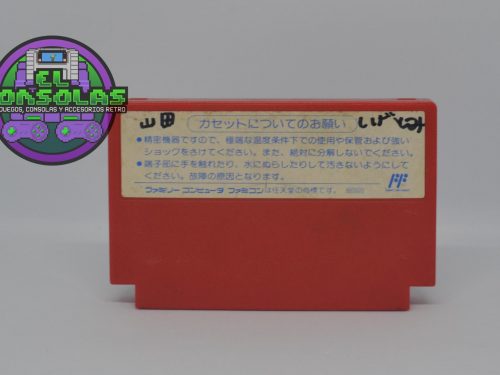 EL
CONSOLAS
JUEGOS, CONSOLAS Y ACCESORIOS RETRO
山田
カセットについてのお願い
●精密機器ですので、極端な温度条件下での使用や保管および強い
ショックをさけてください。また、絶対に分解しないでください。
●端子部に手を触れたり、水にぬらしたりして汚さないようにして
ください。故障の原因となります。
ファミリーコンピュータ ファミコンは任天堂の商標です。
FF